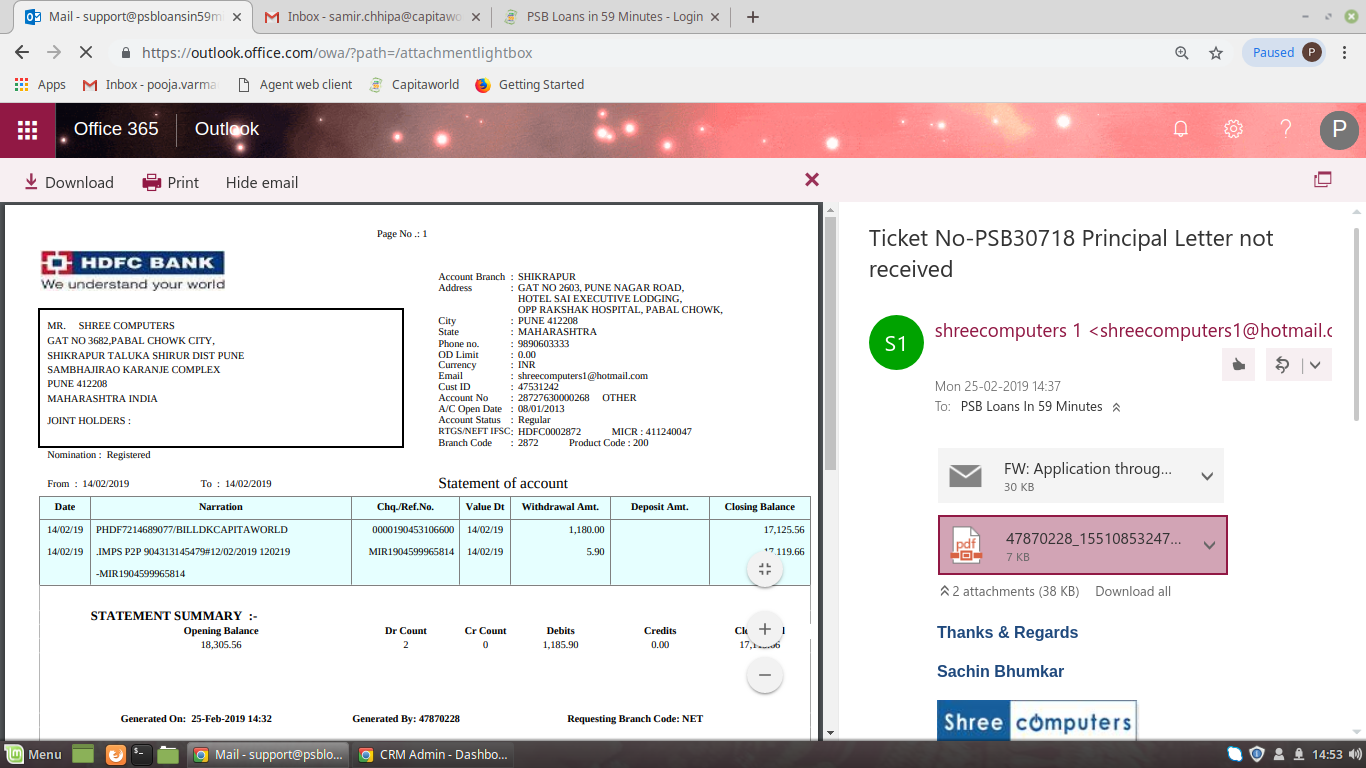 Mail - support@psbloansin59m
Inbox - samir.chhipa@capitawo
PSB Loans in 59 Minutes - Login
https://outlook.office.com/owa/?path=/attachmentlightbox
Paused P
Apps
Inbox - pooja.varma
Agent web client
Capitaworld
Getting Started
Office 365
Outlook
P
Download
Print
Hide email
Page No .: 1
HDFC BANK
We understand your world
MR. SHREE COMPUTERS
GAT NO 3682,PABAL CHOWK CITY,
SHIKRAPUR TALUKA SHIRUR DIST PUNE
SAMBHAJIRAO KARANJE COMPLEX
PUNE 412208
MAHARASHTRA INDIA
JOINT HOLDERS :
Nomination : Registered
Account Branch : SHIKRAPUR
Address : GAT NO 2603, PUNE NAGAR ROAD,
HOTEL SAI EXECUTIVE LODGING,
OPP RAKSHAK HOSPITAL, PABAL CHOWK,
City : PUNE 412208
State : MAHARASHTRA
Phone no. : 9890603333
OD Limit : 0.00
Currency : INR
Email : shreecomputers1@hotmail.com
Cust ID : 47531242
Account No : 28727630000268 OTHER
A/C Open Date : 08/01/2013
Account Status : Regular
RTGS/NEFT IFSC: HDFC0002872 MICR : 411240047
Branch Code : 2872 Product Code : 200
From : 14/02/2019 To : 14/02/2019 Statement of account
Date Narration Chq./Ref.No. Value Dt Withdrawal Amt. Deposit Amt. Closing Balance
14/02/19 PHDF7214689077/BILLDKCAPITAWORLD 0000190453106600 14/02/19 1,180.00 17,125.56
14/02/19 .IMPS P2P 904313145479#12/02/2019 120219 MIR1904599965814 14/02/19 5.90 17,119.66
-MIR1904599965814
STATEMENT SUMMARY :-
Opening Balance Dr Count Cr Count Debits Credits
18,305.56 2 0 1,185.90 0.00
Generated On: 25-Feb-2019 14:32 Generated By: 47870228 Requesting Branch Code: NET
Ticket No-PSB30718 Principal Letter not
received
S1
shreecomputers 1 <shreecomputers1@hotmail.c
Mon 25-02-2019 14:37
To: PSB Loans In 59 Minutes
FW: Application throug...
30 KB
pdf
47870228_15510853247...
7 KB
2 attachments (38 KB) Download all
Thanks & Regards
Sachin Bhumkar
Shree computers
Menu
Mail - support@psblo...
CRM Admin - Dashbo...
14:53